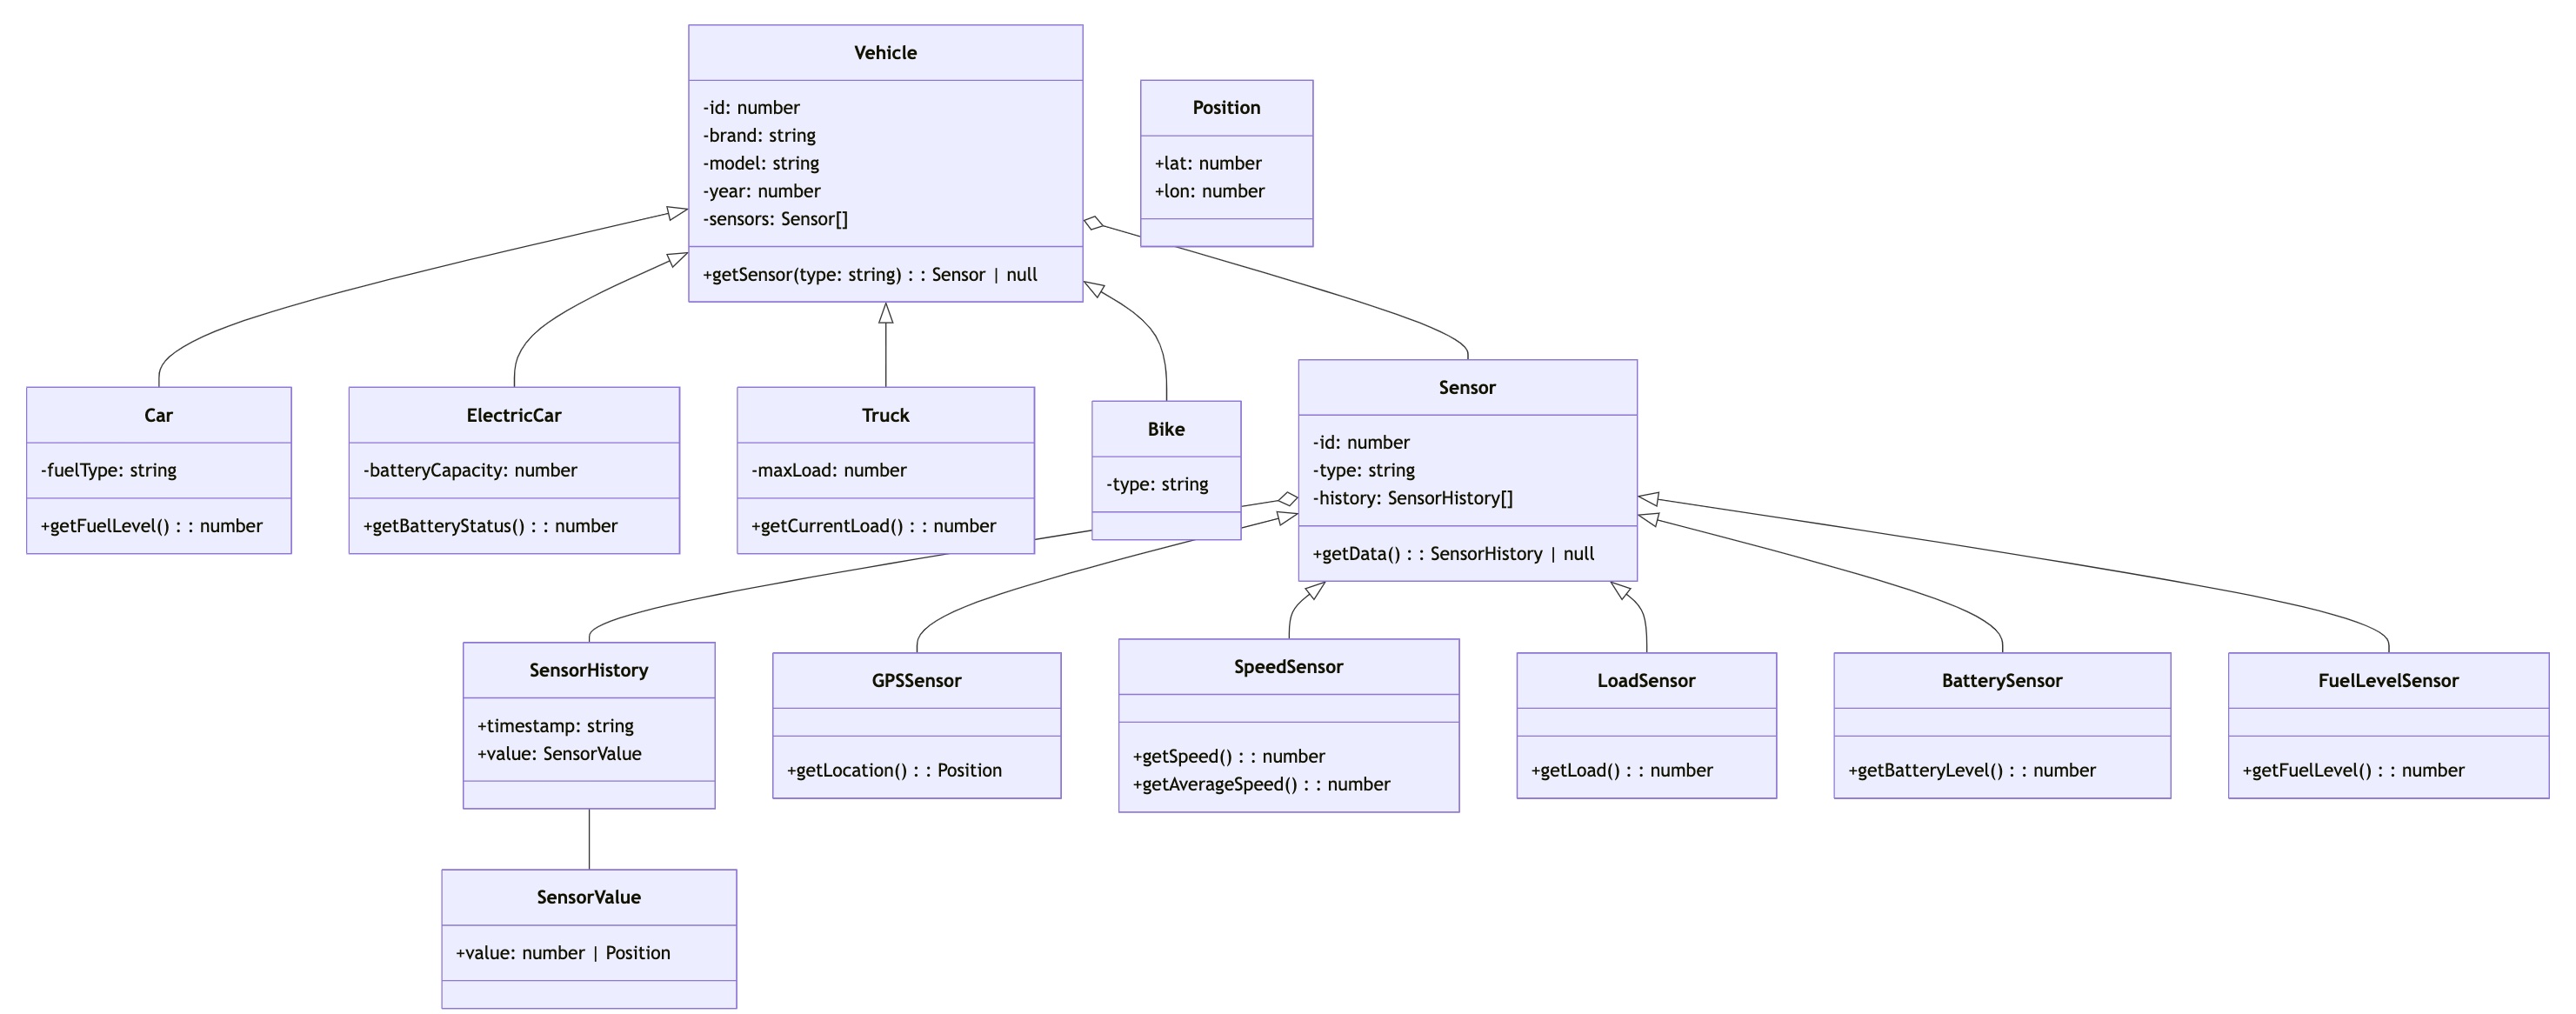 Vehicle
-id: number
-brand: string
-model: string
-year: number
-sensors: Sensor[]
+getSensor(type: string) : : Sensor | null
Position
+lat: number
+lon: number
Car
-fuelType: string
+getFuelLevel() : : number
ElectricCar
-batteryCapacity: number
+getBatteryStatus() : : number
Truck
-maxLoad: number
+getCurrentLoad() : : number
Bike
-type: string
Sensor
-id: number
-type: string
-history: SensorHistory[]
+getData() : : SensorHistory | null
SensorHistory
+timestamp: string
+value: SensorValue
GPSSensor
+getLocation() : : Position
SpeedSensor
+getSpeed() : : number
+getAverageSpeed() : : number
LoadSensor
+getLoad() : : number
BatterySensor
+getBatteryLevel() : : number
FuelLevelSensor
+getFuelLevel() : : number
SensorValue
+value: number | Position